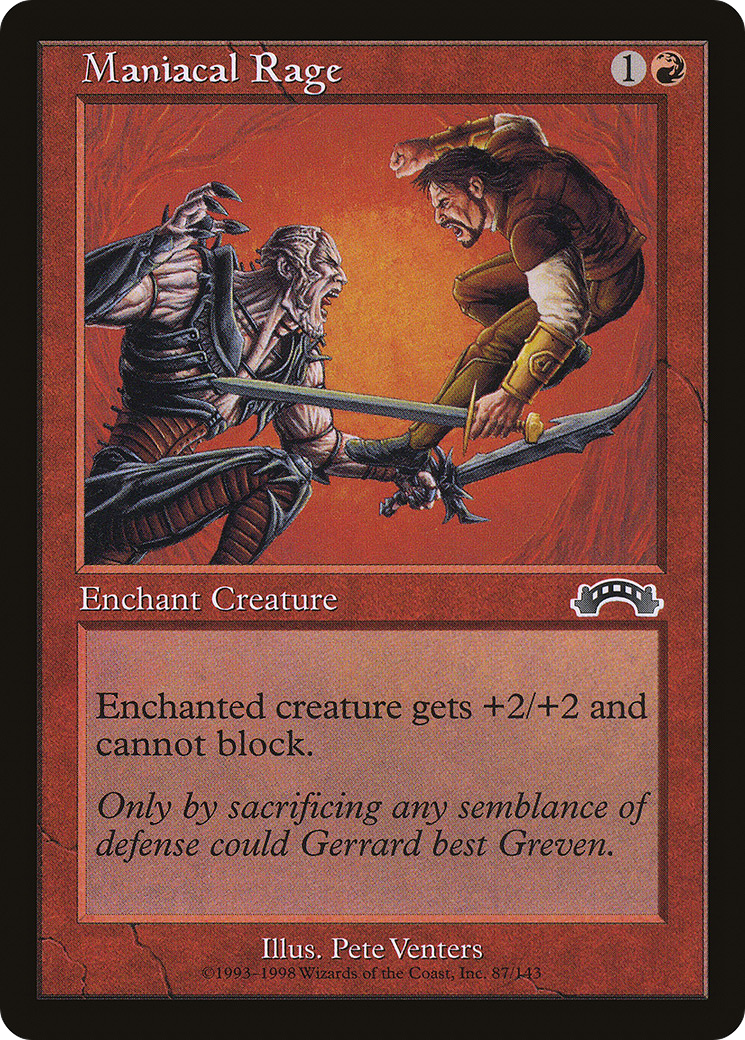 Maniacal Rage
1
Enchant Creature
Enchanted creature gets +2/+2 and
cannot block.
Only by sacrificing any semblance of
defense could Gerrard best Greven.
Illus. Pete Venters
©1993–1998 Wizards of the Coast, Inc. 87/143